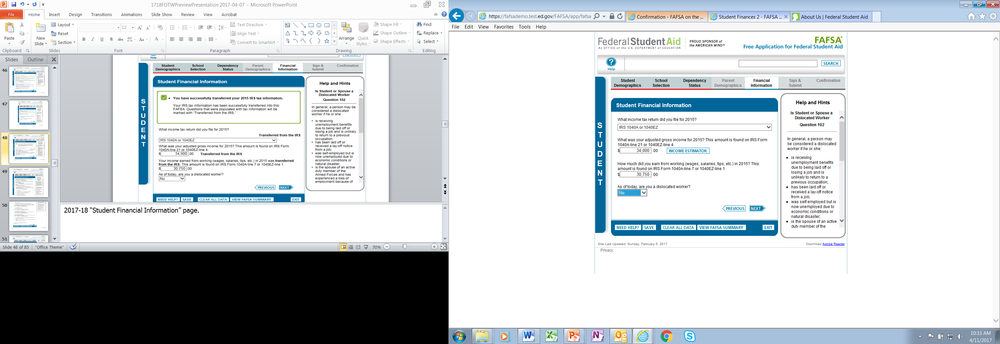 1718FOTWPreviewPresentation 2017-04-07 - Microsoft PowerPoint
File Home Insert Design Transitions Animations Slide Show Review View Acrobat
Paste
Clipboard
New
Slide
Layout
Reset
Section
Slides
12
B I U S abc AV Aa A
Font
Text Direction
Align Text
Convert to SmartArt
Paragraph
Arrange
Quick
Styles
Shape Fill
Shape Outline
Shape Effects
Drawing
Find
Replace
Select
Editing
Slides Outline
46
47
48
49
50
51
Help
SEARCH
STUDENT
Student
Demographics
School
Selection
Dependency
Status
Parent
Demographics
Financial
Information
Sign &
Submit
Confirmation
Student Financial Information
• You have successfully transferred your 2015 IRS tax information.
Your IRS tax information has been successfully transferred into this
FAFSA. Questions that were populated with tax information will be
marked with “Transferred from the IRS.”
What income tax return did you file for 2015?
Transferred from the IRS
IRS 1040A or 1040EZ
What was your adjusted gross income for 2015? This amount is found on IRS Form
1040A-line 21 or 1040EZ-line 4.
$ 34,900 .00 Transferred from the IRS
Your income earned from working (wages, salaries, tips, etc.) in 2015 was transferred
from the IRS. This amount is found on IRS Form 1040A-line 7 or 1040EZ-line 1.
$ 30,750 .00
As of today, are you a dislocated worker?
No
PREVIOUS NEXT
NEED HELP? SAVE CLEAR ALL DATA VIEW FAFSA SUMMARY EXIT
Help and Hints
Is Student or Spouse a
Dislocated Worker
Question 102
In general, a person may be
considered a dislocated
worker if he or she:
• is receiving
unemployment benefits
due to being laid off or
losing a job and is unlikely
to return to a previous
occupation;
• has been laid off or
received a lay-off notice
from a job;
• was self-employed but is
now unemployed due to
economic conditions or
natural disaster;
• is the spouse of an active
duty member of the
Armed Forces and has
experienced a loss of
employment because of
2017-18 “Student Financial Information” page.
Slide 48 of 85 "Office Theme" 70%
https://fafsademo.test.ed.gov/FAFSA/app/fafsa
Confirmation - FAFSA on the ...
Student Finances 2 - FAFSA ...
About Us | Federal Student Aid
File Edit View Favorites Tools Help
Federal Student Aid
An OFFICE of the U.S. DEPARTMENT of EDUCATION
PROUD SPONSOR of
the AMERICAN MIND®
FAFSA®
Free Application for Federal Student Aid
Help
SEARCH
STUDENT
Student
Demographics
School
Selection
Dependency
Status
Parent
Demographics
Financial
Information
Sign &
Submit
Confirmation
Student Financial Information
What income tax return did you file for 2015?
IRS 1040A or 1040EZ
What was your adjusted gross income for 2015? This amount is found on IRS Form
1040A-line 21 or 1040EZ-line 4.
$ 34,000 .00 INCOME ESTIMATOR
How much did you earn from working (wages, salaries, tips, etc.) in 2015? This
amount is found on IRS Form 1040A-line 7 or 1040EZ-line 1.
$ 30,750 .00
As of today, are you a dislocated worker?
No
PREVIOUS NEXT
NEED HELP? SAVE CLEAR ALL DATA VIEW FAFSA SUMMARY EXIT
Help and Hints
Is Student or Spouse a
Dislocated Worker
Question 102
In general, a person may
be considered a dislocated
worker if he or she:
• is receiving
unemployment benefits
due to being laid off or
losing a job and is
unlikely to return to a
previous occupation;
• has been laid off or
received a lay-off notice
from a job;
• was self-employed but is
now unemployed due to
economic conditions or
natural disaster;
• is the spouse of an active
duty member of the
Site Last Updated: Sunday, February 5, 2017
Download Adobe Reader
Privacy
10:33 AM
4/11/2017